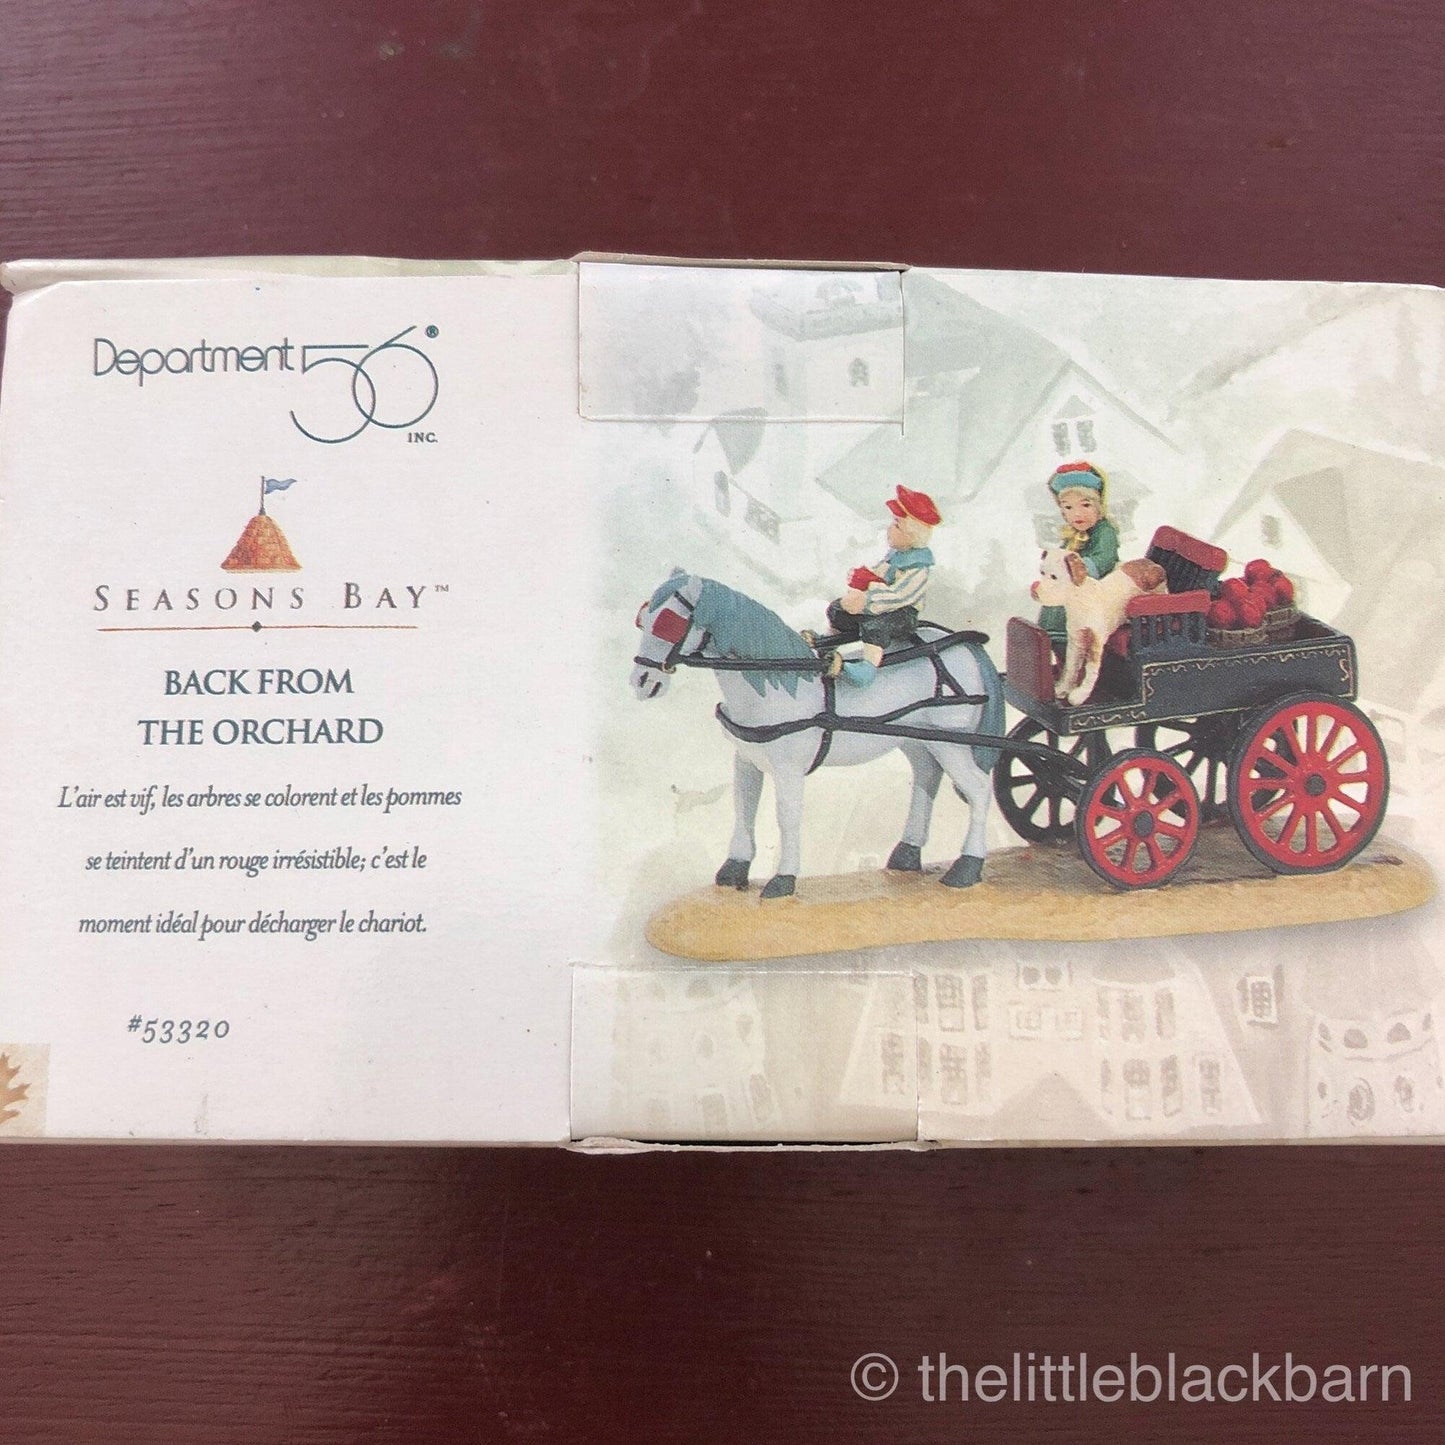 Department 56®
INC.
SEASONS BAY™
BACK FROM
THE ORCHARD
L'air est vif, les arbres se colorent et les pommes
se teintent d'un rouge irrésistible; c'est le
moment idéal pour décharger le chariot.
#53320
© thelittleblackbarn